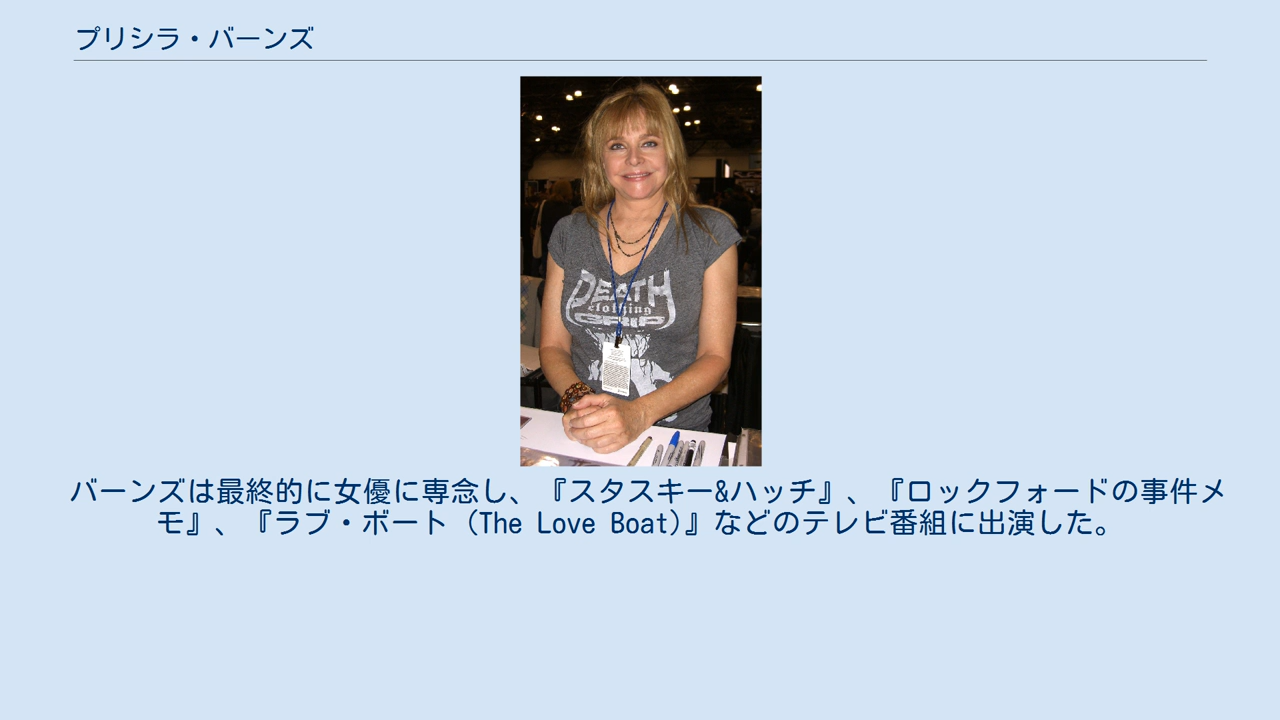 プリシラ・バーンズ
DEATH
clothing
GRIP
バーンズは最終的に女優に専念し、『スタスキー&ハッチ』、『ロックフォードの事件メ
モ』、『ラブ・ボート (The Love Boat)』などのテレビ番組に出演した。